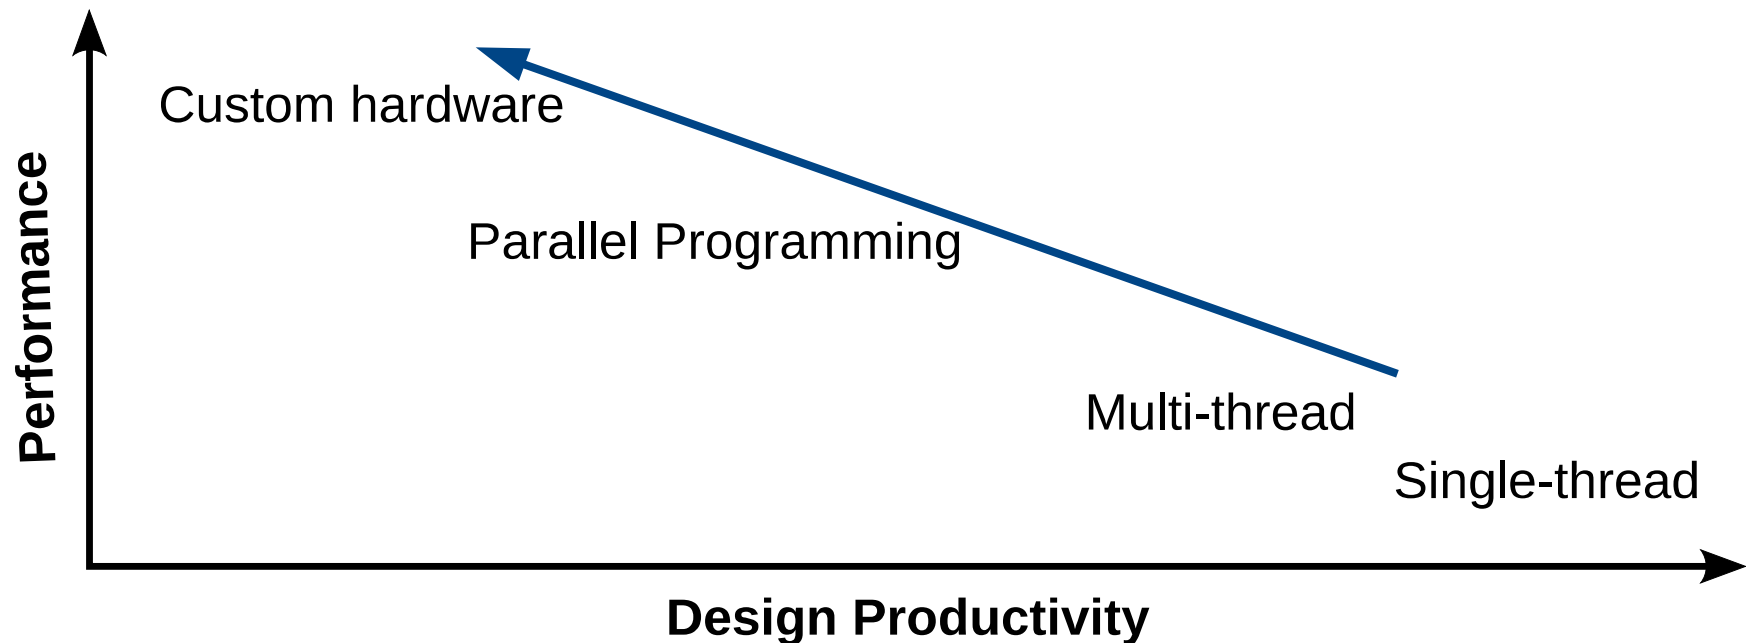 Custom hardware
Performance
Parallel Programming
Multi-thread
Single-thread
Design Productivity